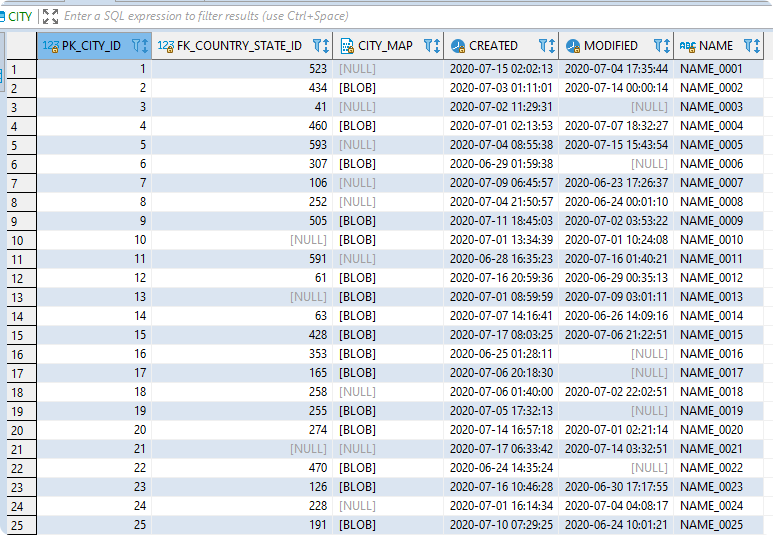 CITY Enter a SQL expression to filter results (use Ctrl+Space)
123 PK_CITY_ID 123 FK_COUNTRY_STATE_ID CITY_MAP CREATED MODIFIED ABC NAME
1 1 523 [NULL] 2020-07-15 02:02:13 2020-07-04 17:35:44 NAME_0001
2 2 434 [BLOB] 2020-07-03 01:11:01 2020-07-14 00:00:14 NAME_0002
3 3 41 [NULL] 2020-07-02 11:29:31 [NULL] NAME_0003
4 4 460 [BLOB] 2020-07-01 02:13:53 2020-07-07 18:32:27 NAME_0004
5 5 593 [NULL] 2020-07-04 08:55:38 2020-07-15 15:43:54 NAME_0005
6 6 307 [BLOB] 2020-06-29 01:59:38 [NULL] NAME_0006
7 7 106 [NULL] 2020-07-09 06:45:57 2020-06-23 17:26:37 NAME_0007
8 8 252 [NULL] 2020-07-04 21:50:57 2020-06-24 00:01:10 NAME_0008
9 9 505 [BLOB] 2020-07-11 18:45:03 2020-07-02 03:53:22 NAME_0009
10 10 [NULL] [BLOB] 2020-07-01 13:34:39 2020-07-01 10:24:08 NAME_0010
11 11 591 [NULL] 2020-06-28 16:35:23 2020-07-16 01:40:21 NAME_0011
12 12 61 [BLOB] 2020-07-16 20:59:36 2020-06-29 00:35:13 NAME_0012
13 13 [NULL] [BLOB] 2020-07-01 08:59:59 2020-07-09 03:01:11 NAME_0013
14 14 63 [BLOB] 2020-07-07 14:16:41 2020-06-26 14:09:16 NAME_0014
15 15 428 [BLOB] 2020-07-17 08:03:25 2020-07-06 21:22:51 NAME_0015
16 16 353 [BLOB] 2020-06-25 01:28:11 [NULL] NAME_0016
17 17 165 [BLOB] 2020-07-06 20:18:30 [NULL] NAME_0017
18 18 258 [NULL] 2020-07-06 01:40:00 2020-07-02 22:02:51 NAME_0018
19 19 255 [BLOB] 2020-07-05 17:32:13 [NULL] NAME_0019
20 20 274 [BLOB] 2020-07-14 16:57:18 2020-07-01 02:21:14 NAME_0020
21 21 [NULL] [NULL] 2020-07-17 06:33:42 2020-07-14 03:32:51 NAME_0021
22 22 470 [BLOB] 2020-06-24 14:35:24 [NULL] NAME_0022
23 23 126 [BLOB] 2020-07-16 10:46:28 2020-06-30 17:17:55 NAME_0023
24 24 228 [NULL] 2020-07-01 16:14:34 2020-07-04 04:08:17 NAME_0024
25 25 191 [BLOB] 2020-07-10 07:29:25 2020-06-24 10:01:21 NAME_0025